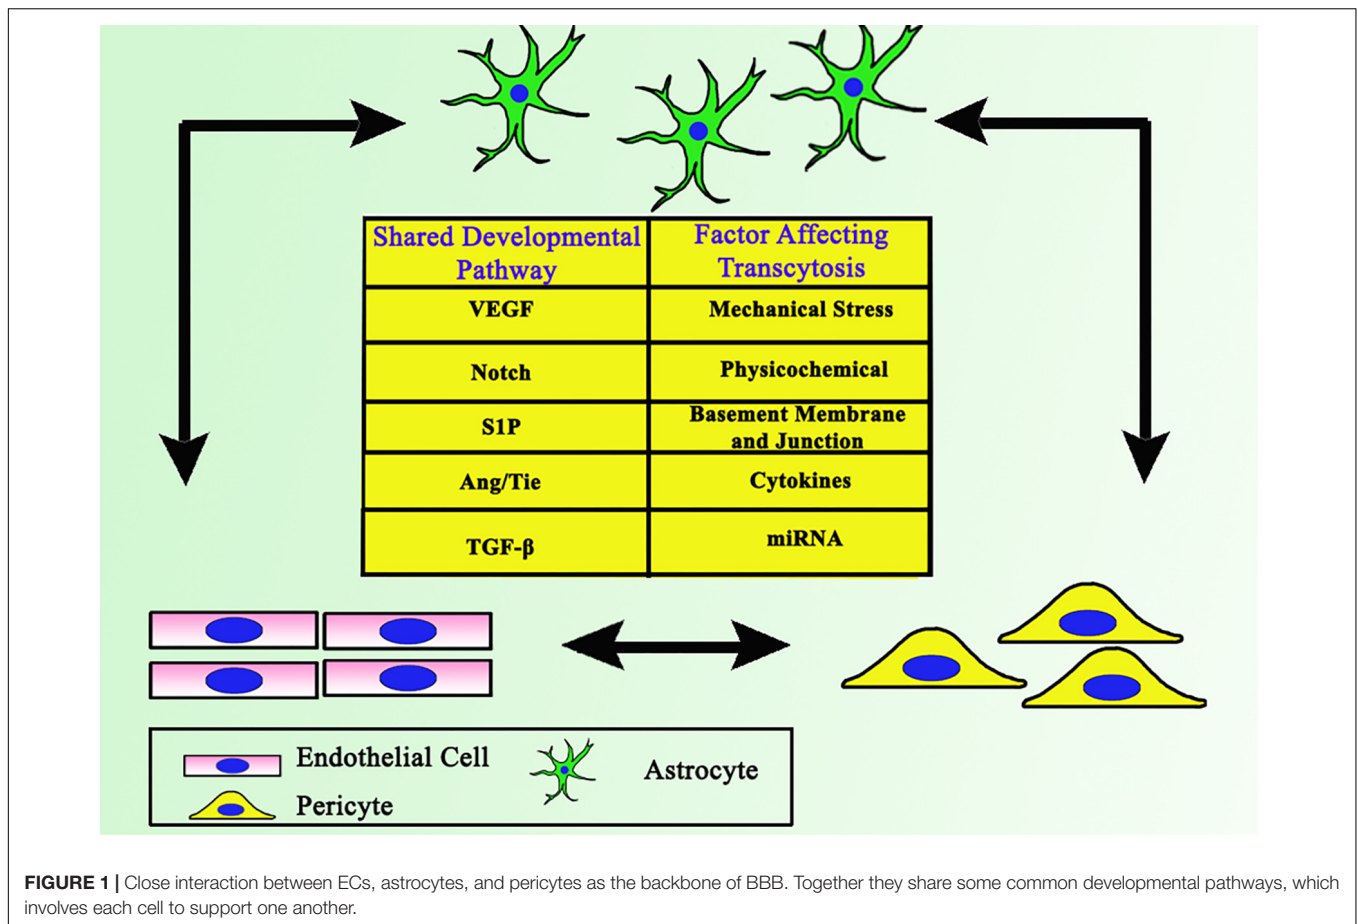 Shared Developmental
Pathway
Factor Affecting
Transcytosis
VEGF
Mechanical Stress
Notch
Physicochemical
S1P
Basement Membrane
and Junction
Ang/Tie
Cytokines
TGF-β
miRNA
Endothelial Cell
Astrocyte
Pericyte
FIGURE 1 | Close interaction between ECs, astrocytes, and pericytes as the backbone of BBB. Together they share some common developmental pathways, which
involves each cell to support one another.